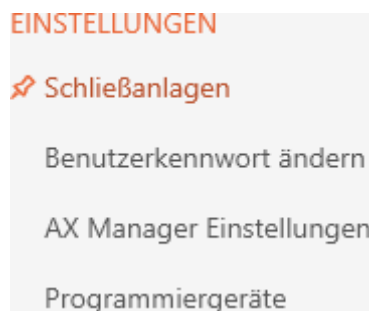 EINSTELLUNGEN
Schließanlagen
Benutzerkennwort ändern
AX Manager Einstellungen
Programmiergeräte